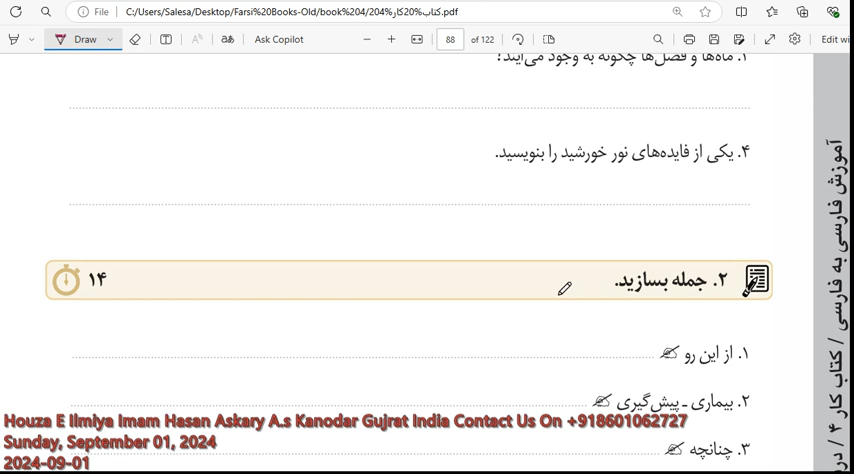 File
C:/Users/Salesa/Desktop/Farsi%20Books-Old/book%204/204%کتاب%20کار.pdf
Draw
Ask Copilot
88 of 122
Edit wi
۴. یکی از فایده‌های نور خورشید را بنویسید.
۲. جمله بسازید.
۱۴
۱. از این رو
۲. بیماری ـ پیش‌گیری
۳. چنانچه
آموزش فارسی به فارسی / کتاب کار ۴ /
Houza E Ilmiya Imam Hasan Askary A.s Kanodar Gujrat India Contact Us On +918601062727
Sunday, September 01, 2024
2024-09-01